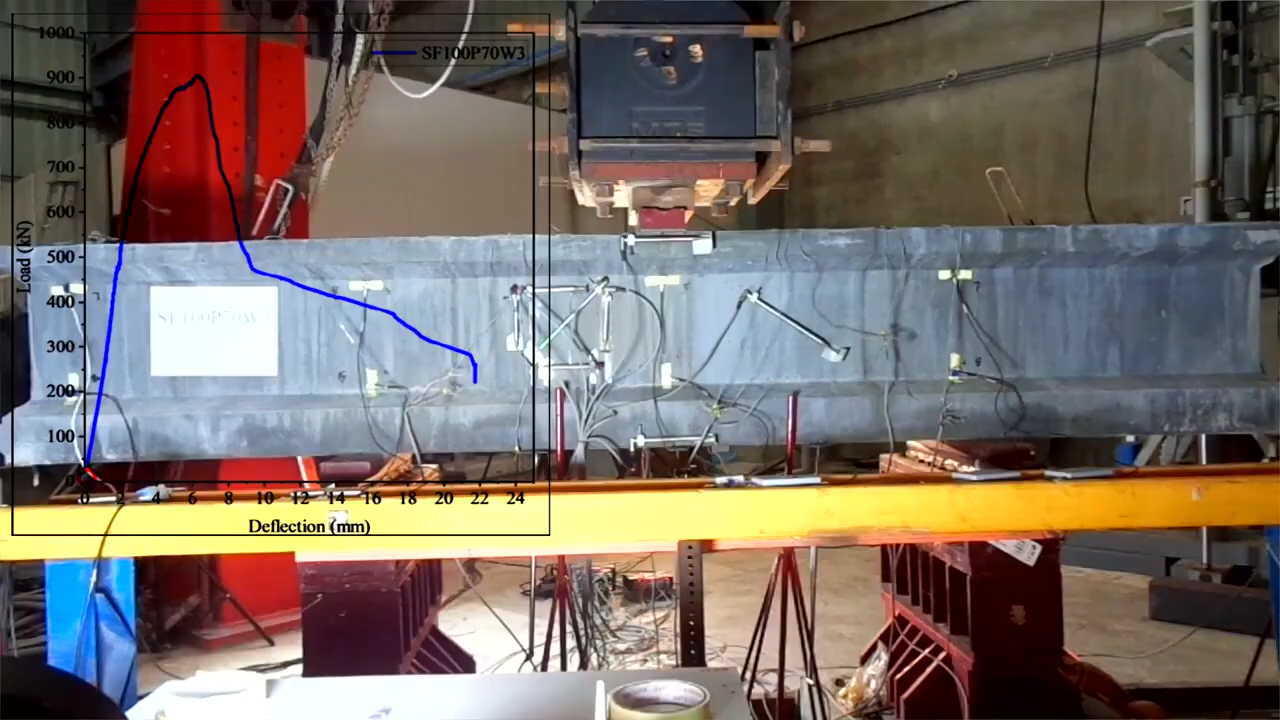 1000
SF100P70W3
900
800
700
600
500
400
300
200
100
0 2 4 6 8 10 12 14 16 18 20 22 24
Load (kN)
Deflection (mm)
MTS
SF100P70W3